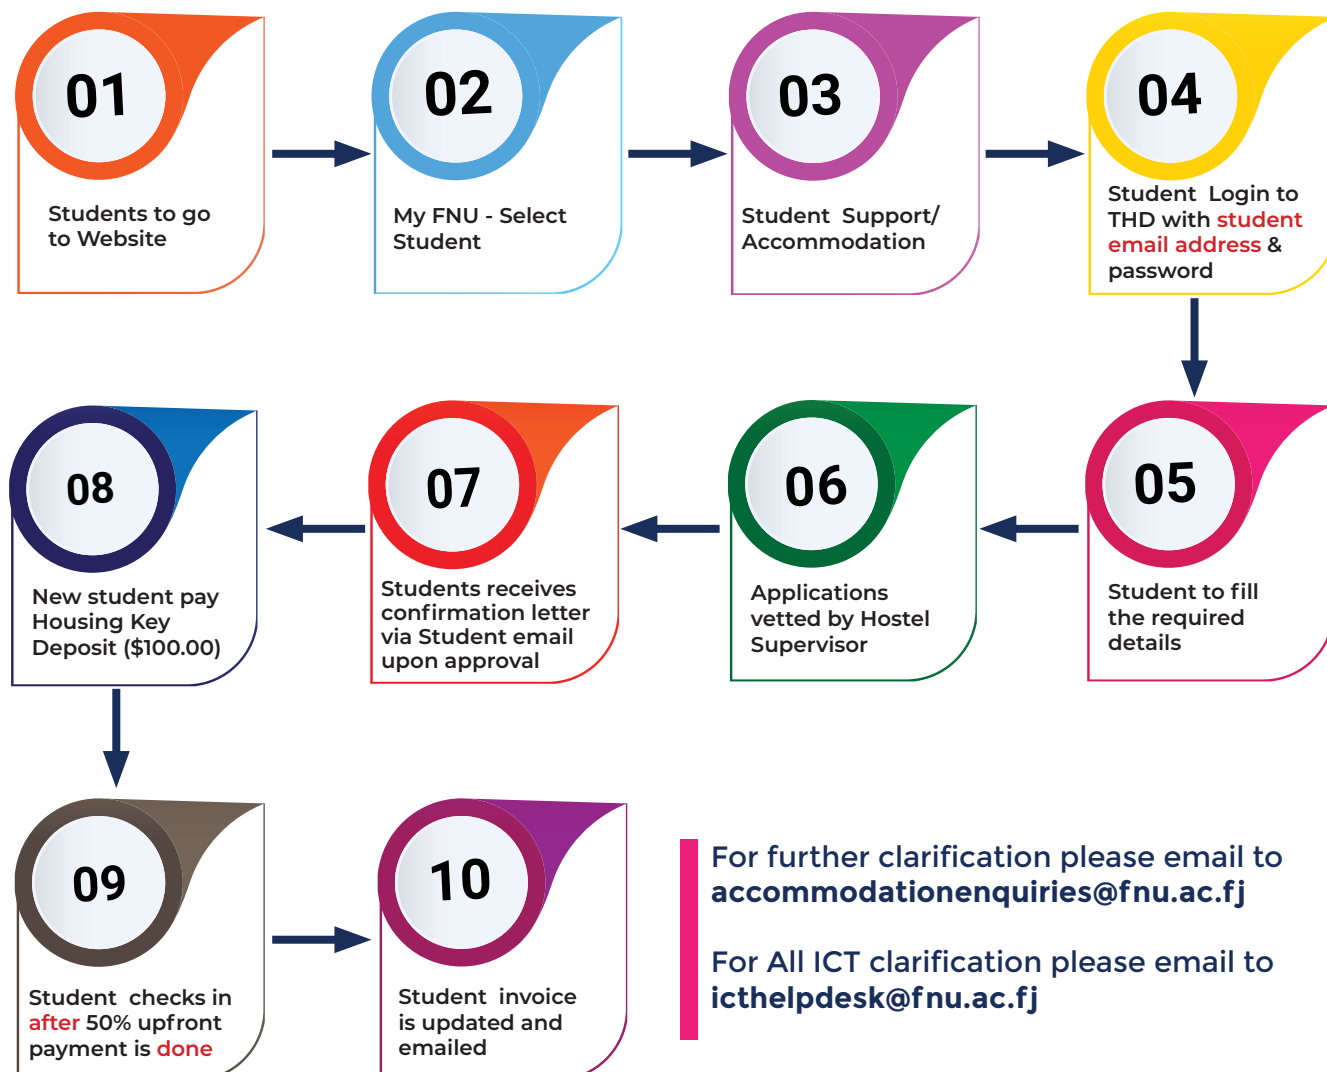 01
Students to go
to Website
02
My FNU - Select
Student
03
Student Support/
Accommodation
04
Student Login to
THD with student
email address &
password
05
Student to fill
the required
details
06
Applications
vetted by Hostel
Supervisor
07
Students receives
confirmation letter
via Student email
upon approval
08
New student pay
Housing Key
Deposit ($100.00)
09
Student checks in
after 50% upfront
payment is done
10
Student invoice
is updated and
emailed
For further clarification please email to
accommodationenquiries@fnu.ac.fj
For All ICT clarification please email to
icthelpdesk@fnu.ac.fj